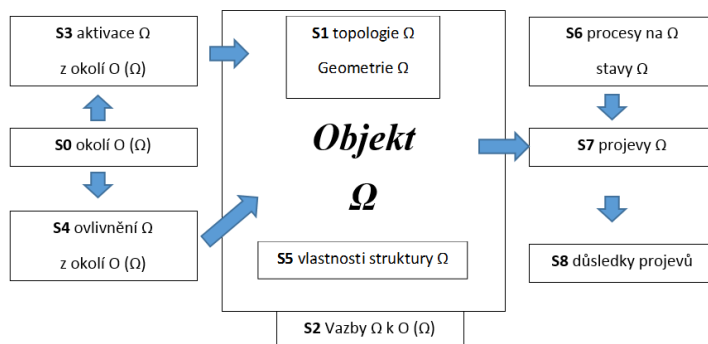 S3 aktivace Ω
z okolí O (Ω)
S0 okolí O (Ω)
S4 ovlivnění Ω
z okolí O (Ω)
S1 topologie Ω
Geometrie Ω
Objekt
Ω
S5 vlastnosti struktury Ω
S2 Vazby Ω k O (Ω)
S6 procesy na Ω
stavy Ω
S7 projevy Ω
S8 důsledky projevů